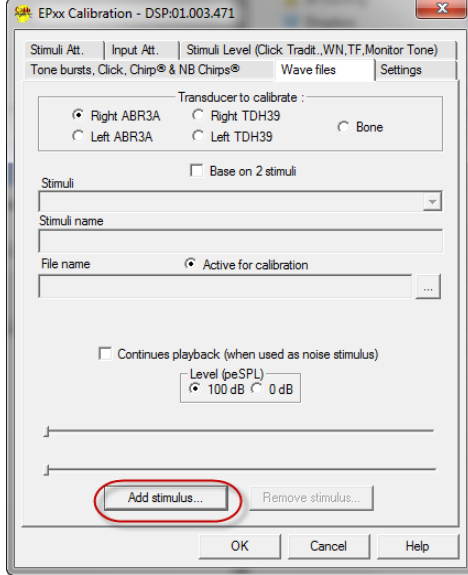 EPxx Calibration - DSP:01.003.471
Stimuli Att. Input Att. Stimuli Level (Click Tradit.,WN,TF,Monitor Tone)
Tone bursts, Click, Chirp® & NB Chirps® Wave files Settings
Transducer to calibrate :
Right ABR3A Right TDH39
Bone
Left ABR3A Left TDH39
Base on 2 stimuli
Stimuli
Stimuli name
File name Active for calibration
...
Continues playback (when used as noise stimulus)
Level (peSPL)
100 dB 0 dB
Add stimulus... Remove stimulus...
OK Cancel Help